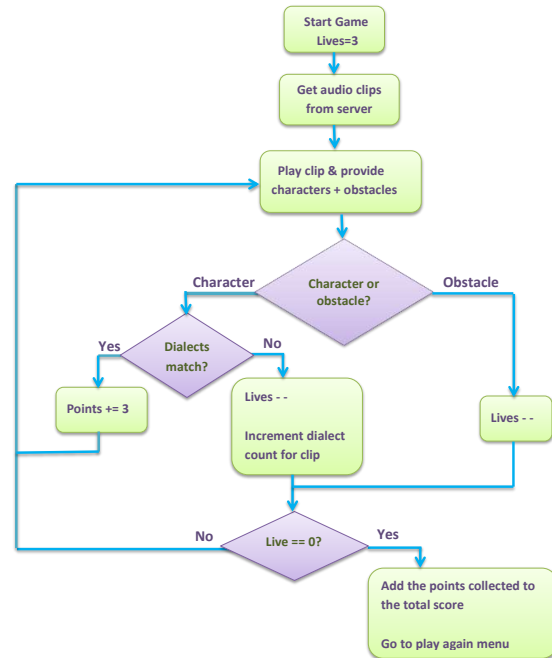 Start Game
Lives=3
Get audio clips
from server
Play clip & provide
characters + obstacles
Character or
obstacle?
Character
Obstacle
Dialects
match?
Yes
No
Points += 3
Lives - -
Increment dialect
count for clip
Lives - -
Live == 0?
No
Yes
Add the points collected to
the total score
Go to play again menu